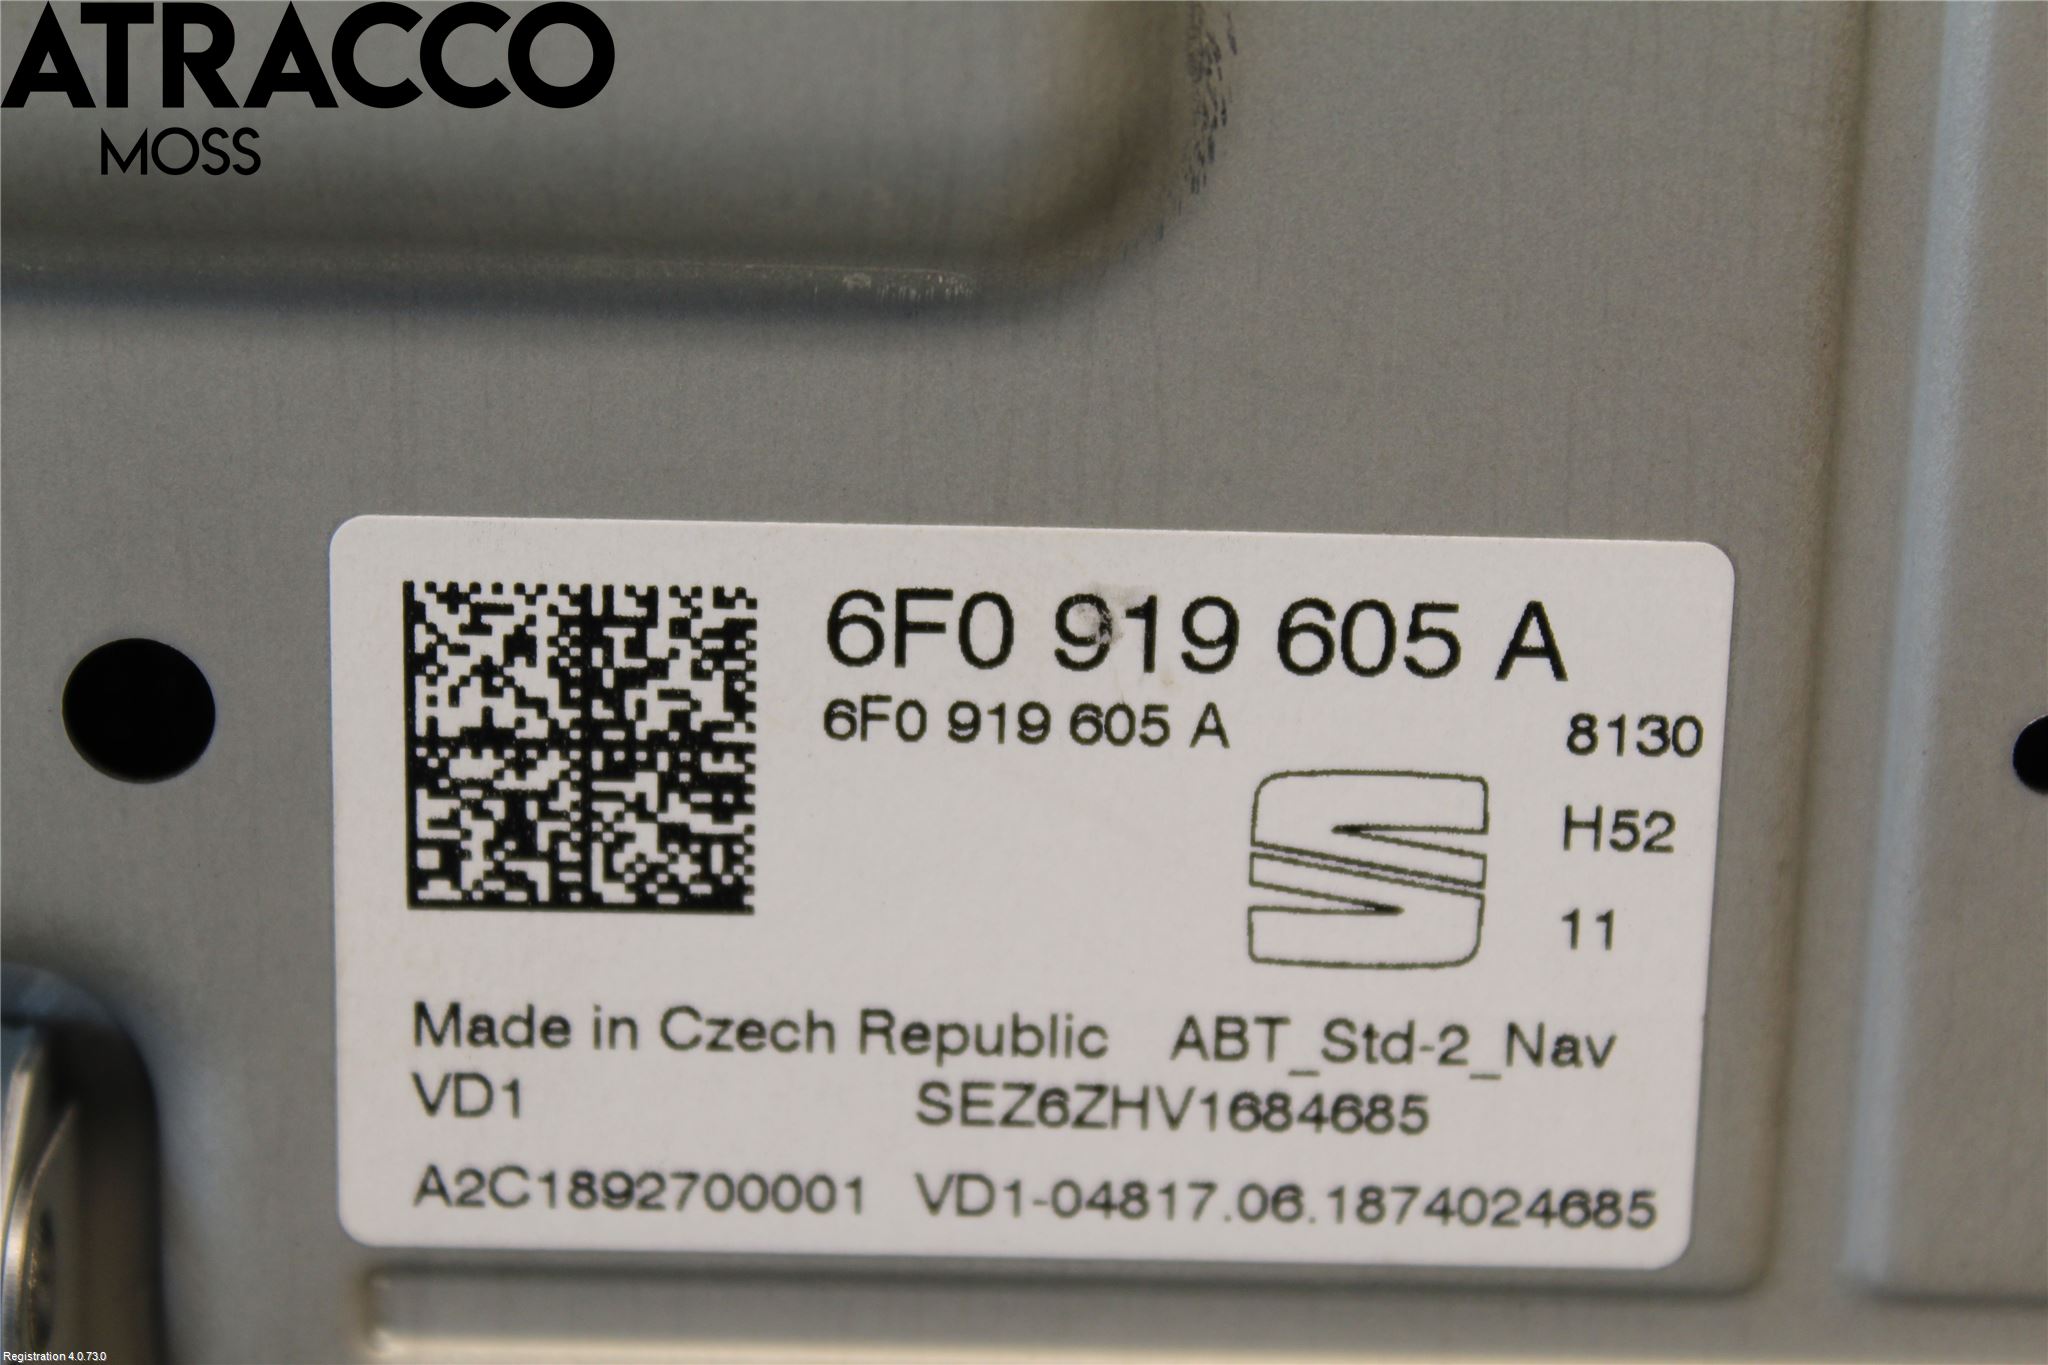 ATRACCO
MOSS
6F0 919 605 A
6F0 919 605 A
8130
H52
11
Made in Czech Republic ABT_Std-2_Nav
VD1 SEZ6ZHV1684685
A2C1892700001 VD1-04817.06.1874024685
Registration 4.0.73.0